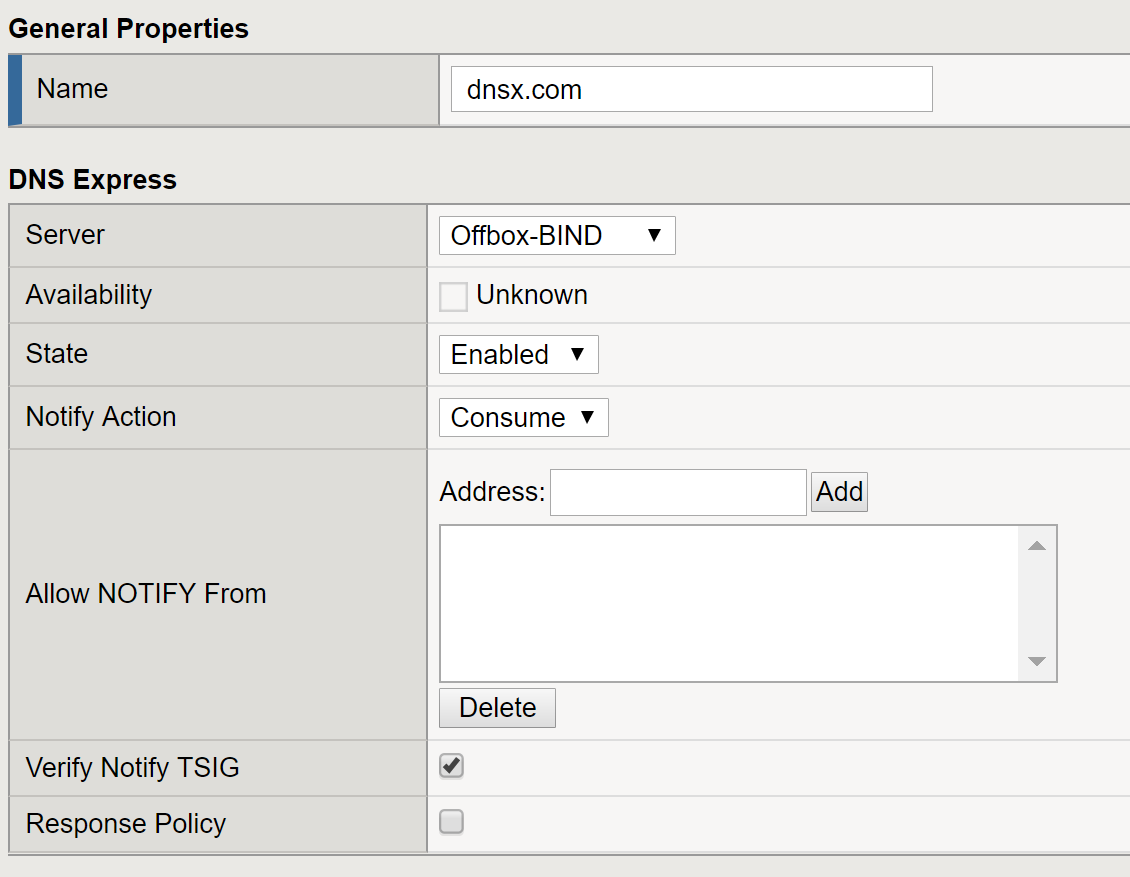 General Properties
Name dnsx.com
DNS Express
Server Offbox-BIND
Availability Unknown
State Enabled
Notify Action Consume
Address: Add
Allow NOTIFY From
Delete
Verify Notify TSIG
Response Policy